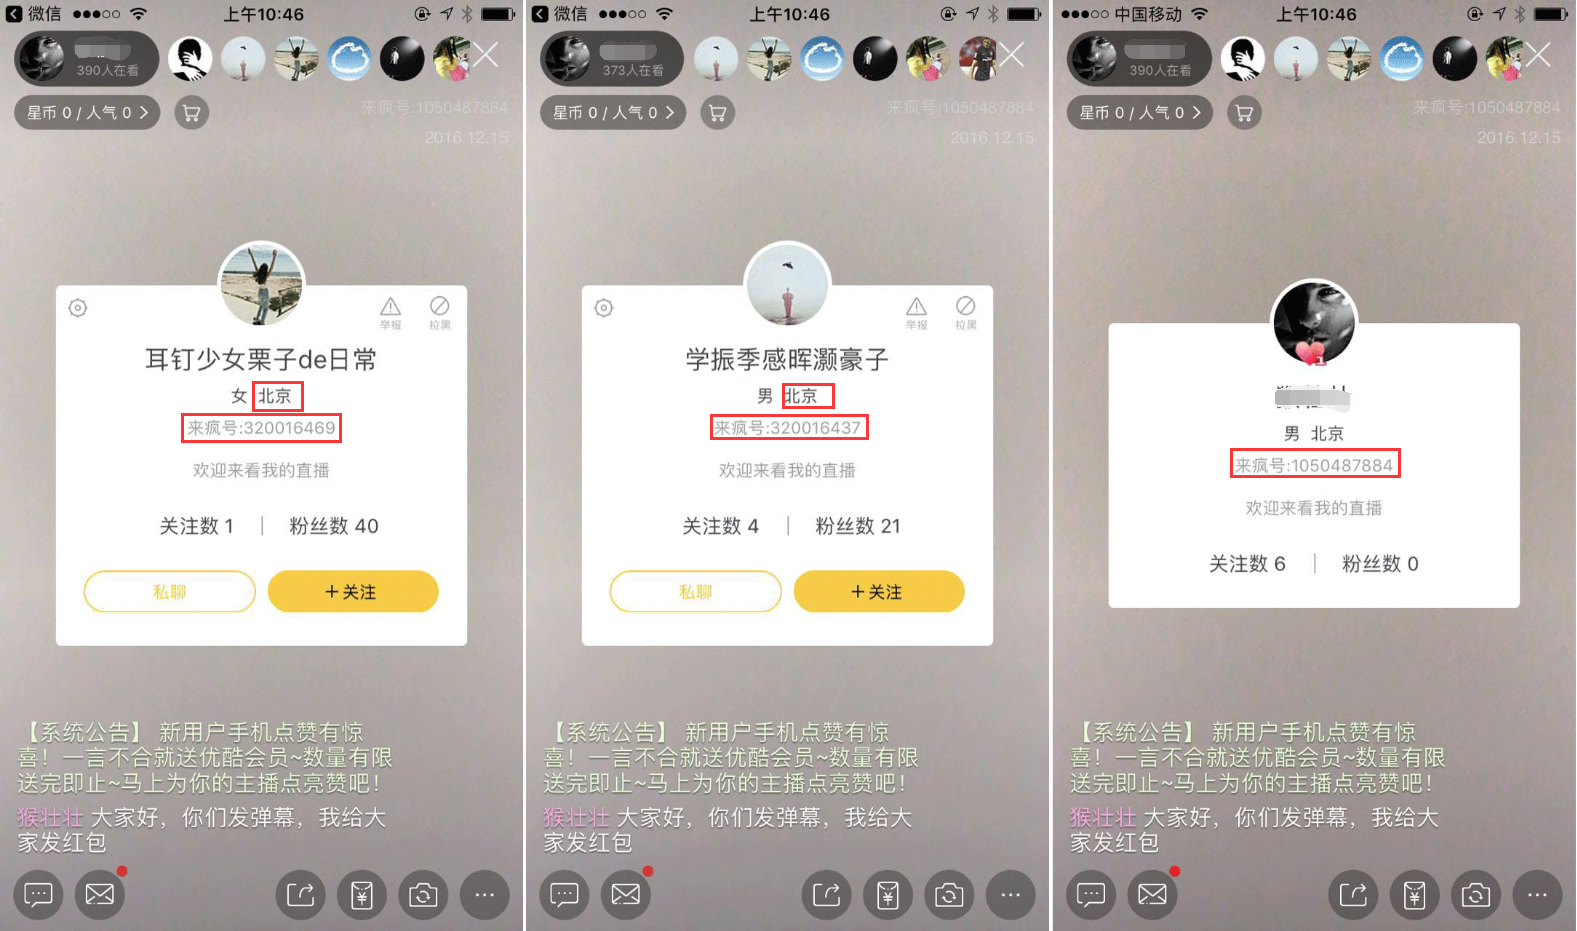 微信
上午10:46
390人在看
星币 0 / 人气 0
来疯号:1050487884
2016.12.15
举报
拉黑
耳钉少女栗子de日常
女 北京
来疯号:320016469
欢迎来看我的直播
关注数 1 | 粉丝数 40
私聊
+关注
【系统公告】 新用户手机点赞有惊
喜！一言不合就送优酷会员~数量有限
送完即止~马上为你的主播点亮赞吧！
猴壮壮 大家好，你们发弹幕，我给大
家发红包
微信
上午10:46
373人在看
星币 0 / 人气 0
来疯号:1050487884
2016.12.15
举报
拉黑
学振季感晖灏豪子
男 北京
来疯号:320016437
欢迎来看我的直播
关注数 4 | 粉丝数 21
私聊
+关注
【系统公告】 新用户手机点赞有惊
喜！一言不合就送优酷会员~数量有限
送完即止~马上为你的主播点亮赞吧！
猴壮壮 大家好，你们发弹幕，我给大
家发红包
中国移动
上午10:46
390人在看
星币 0 / 人气 0
来疯号:1050487884
2016.12.15
1
男 北京
来疯号:1050487884
欢迎来看我的直播
关注数 6 | 粉丝数 0
【系统公告】 新用户手机点赞有惊
喜！一言不合就送优酷会员~数量有限
送完即止~马上为你的主播点亮赞吧！
猴壮壮 大家好，你们发弹幕，我给大
家发红包